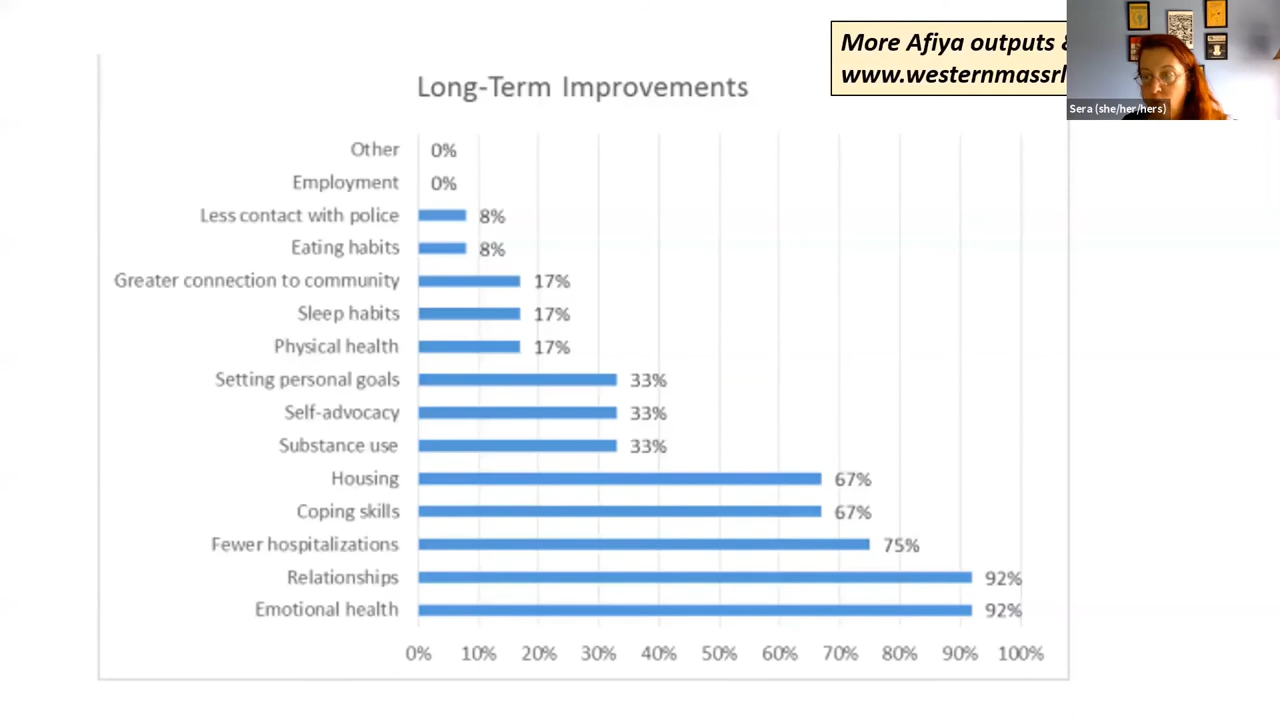 More Afiya outputs
www.westernmassrl
Sera (she/her/hers)
Long-Term Improvements
Other 0%
Employment 0%
Less contact with police 8%
Eating habits 8%
Greater connection to community 17%
Sleep habits 17%
Physical health 17%
Setting personal goals 33%
Self-advocacy 33%
Substance use 33%
Housing 67%
Coping skills 67%
Fewer hospitalizations 75%
Relationships 92%
Emotional health 92%
0% 10% 20% 30% 40% 50% 60% 70% 80% 90% 100%